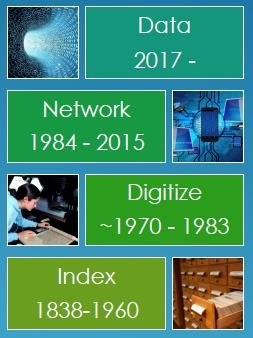 Data
2017 -
Network
1984 - 2015
Digitize
~1970 - 1983
Index
1838-1960